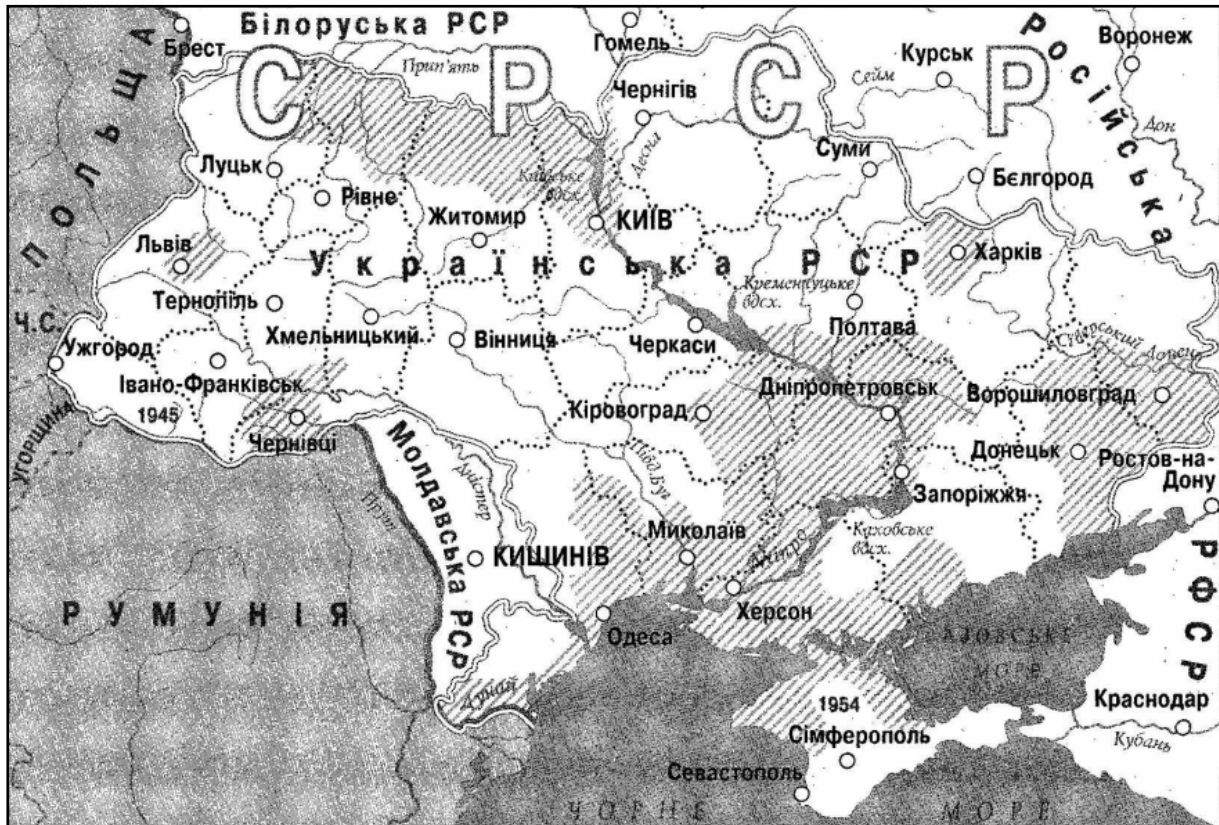 Білоруська РСР
Брест
Гомель
Курськ
Воронеж
Прип'ять
С Р С Р
ПОЛЬЩА
Російська
Чернігів
Сейм
Дон
Десна
Луцьк
Суми
Київське
вдсх.
Рівне
Бєлгород
Житомир
КИЇВ
Львів
Харків
Українська РСР
Тернопіль
Кременчуцьке
вдсх.
Ч.С.
Хмельницький
Вінниця
Черкаси
Полтава
Сіверський Донець
Ужгород
Івано-Франківськ
1945
Дніпропетровськ
Ворошиловград
Кіровоград
УГОРЩИНА
Чернівці
Молдавська РСР
Дністер
Півд. Буг
Донецьк
Ростов-на-
Дону
Запоріжжя
Прут
Миколаїв
Каховське
вдсх.
Дніпро
КИШИНІВ
РФСР
Херсон
РУМУНІЯ
Одеса
АЗОВСЬКЕ
МОРЕ
Дунай
1954
Краснодар
Сімферополь
Кубань
Севастополь
ЧОРНЕ МОРЕ